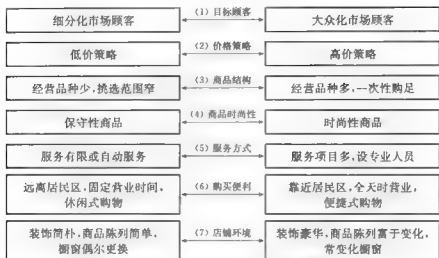 细分化市场顾客 (1) 目标顾客 大众化市场顾客
低价策略 (2) 价格策略 高价策略
经营品种少,挑选范围窄 (3) 商品结构 经营品种多,一次性购足
保守性商品 (4) 商品时尚性 时尚性商品
服务有限或自动服务 (5) 服务方式 服务项目多,设专业人员
远离居民区,固定营业时间, (6) 购买便利 靠近居民区,全天时营业,
休闲式购物 便捷式购物
装饰简朴,商品陈列简单, (7) 店铺环境 装饰豪华,商品陈列富于变化,
橱窗偶尔更换 常变化橱窗